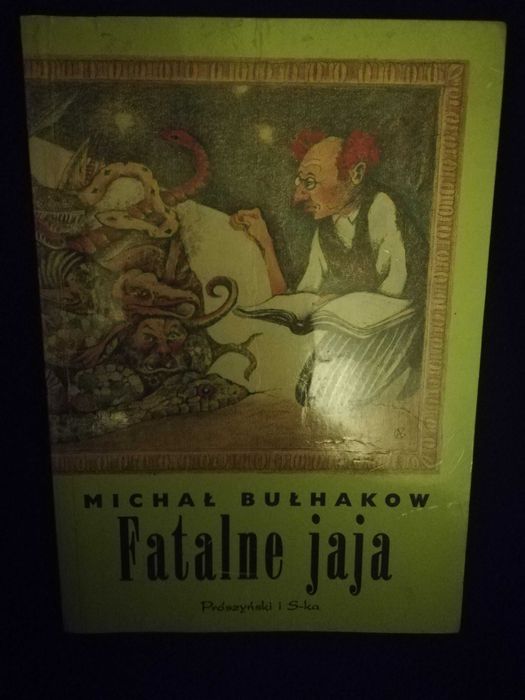 MICHAŁ BUŁHAKOW
Fatalne jaja
Prószyński i S-ka